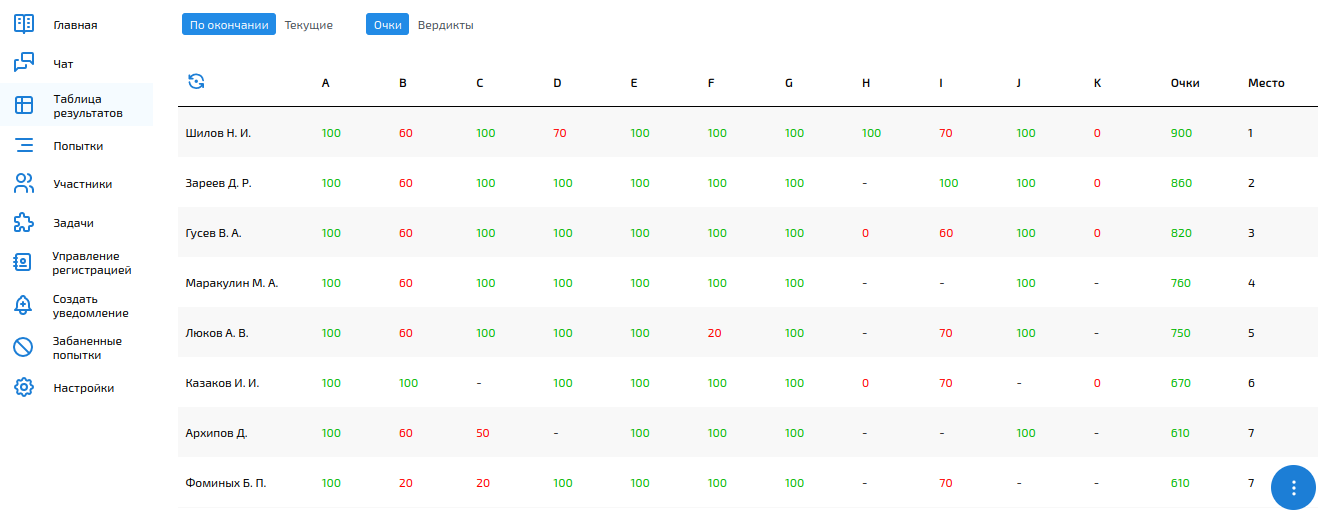 Главная
Чат
Таблица
результатов
Попытки
Участники
Задачи
Управление
регистрацией
Создать
уведомление
Забаненные
попытки
Настройки
По окончании Текущие Очки Вердикты
A B C D E F G H I J K Очки Место
Шилов Н. И. 100 60 100 70 100 100 100 100 70 100 0 900 1
Зареев Д. Р. 100 60 100 100 100 100 100 - 100 100 0 860 2
Гусев В. А. 100 60 100 100 100 100 100 0 60 100 0 820 3
Маракулин М. А. 100 60 100 100 100 100 100 - - 100 - 760 4
Люков А. В. 100 60 100 100 100 20 100 - 70 100 - 750 5
Казаков И. И. 100 100 - 100 100 100 100 0 70 - 0 670 6
Архипов Д. 100 60 50 - 100 100 100 - - 100 - 610 7
Фоминых Б. П. 100 20 20 100 100 100 100 - 70 - - 610 7